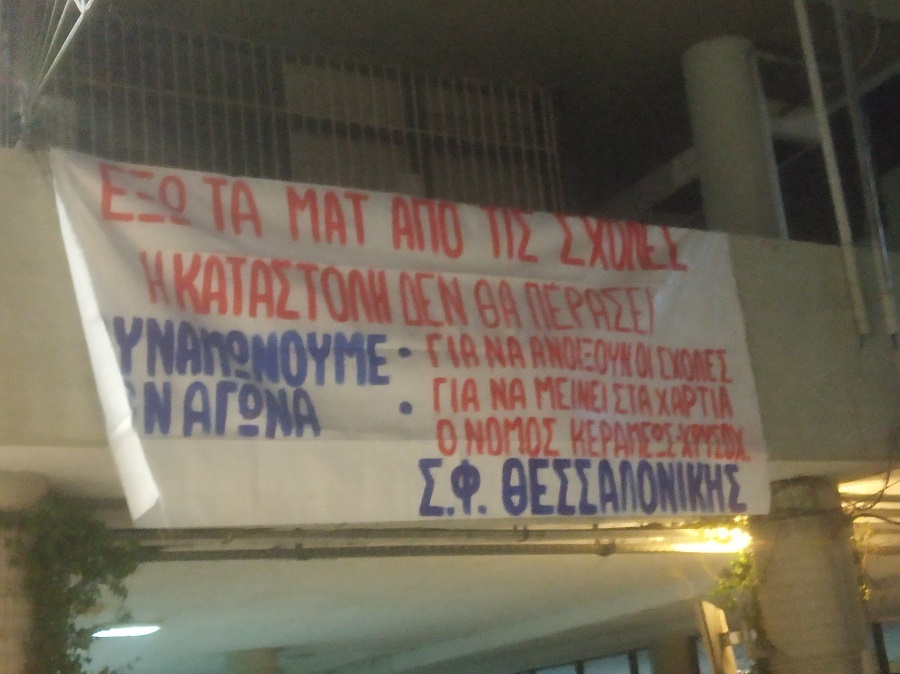 ΕΞΩ ΤΑ ΜΑΤ ΑΠΟ ΤΙΣ ΣΧΟΛΕΣ
Η ΚΑΤΑΣΤΟΛΗ ΔΕΝ ΘΑ ΠΕΡΑΣΕΙ
ΥΝΑΜΩΝΟΥΜΕ
Ν ΑΓΩΝΑ
• ΓΙΑ ΝΑ ΑΝΟΙΞΟΥΝ ΟΙ ΣΧΟΛΕΣ
• ΓΙΑ ΝΑ ΜΕΙΝΕΙ ΣΤΑ ΧΑΡΤΙΑ
Ο ΝΟΜΟΣ ΚΕΡΑΜΕΩΣ-ΧΡΥΣΟΧ.
Σ.Φ. ΘΕΣΣΑΛΟΝΙΚΗΣ